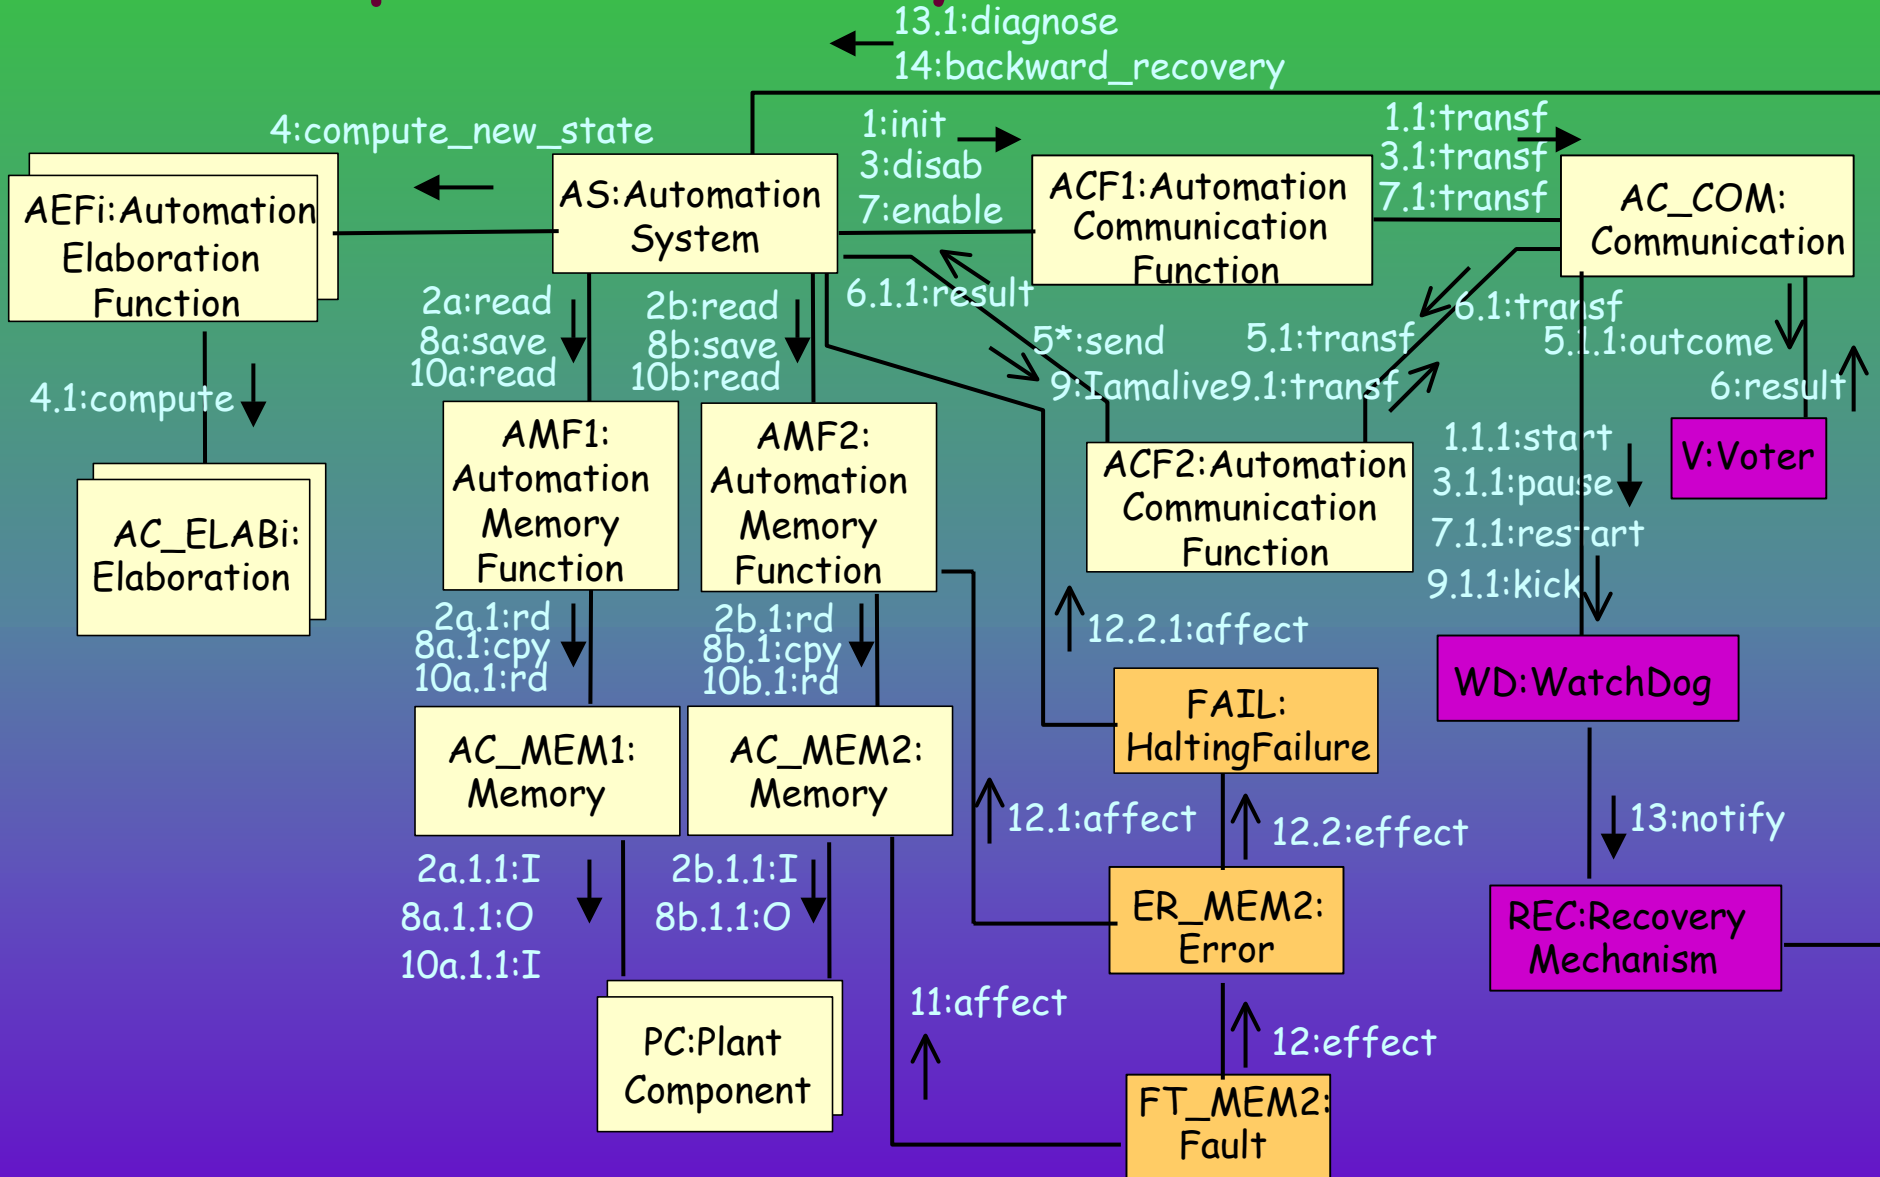 13.1:diagnose
14:backward_recovery
4:compute_new_state
1:init
3:disab
7:enable
1.1:transf
3.1:transf
7.1:transf
AEFi:Automation
Elaboration
Function
AS:Automation
System
ACF1:Automation
Communication
Function
AC_COM:
Communication
2a:read
8a:save
10a:read
2b:read
8b:save
10b:read
6.1.1:result
5*:send
9:Iamalive
5.1:transf
9.1:transf
6.1:transf
5.1.1:outcome
6:result
4.1:compute
AMF1:
Automation
Memory
Function
AMF2:
Automation
Memory
Function
ACF2:Automation
Communication
Function
1.1.1:start
3.1.1:pause
7.1.1:restart
9.1.1:kick
V:Voter
AC_ELABi:
Elaboration
2a.1:rd
8a.1:cpy
10a.1:rd
2b.1:rd
8b.1:cpy
10b.1:rd
12.2.1:affect
FAIL:
HaltingFailure
WD:WatchDog
AC_MEM1:
Memory
AC_MEM2:
Memory
12.1:affect
12.2:effect
13:notify
2a.1.1:I
8a.1.1:O
10a.1.1:I
2b.1.1:I
8b.1.1:O
ER_MEM2:
Error
REC:Recovery
Mechanism
PC:Plant
Component
11:affect
12:effect
FT_MEM2:
Fault